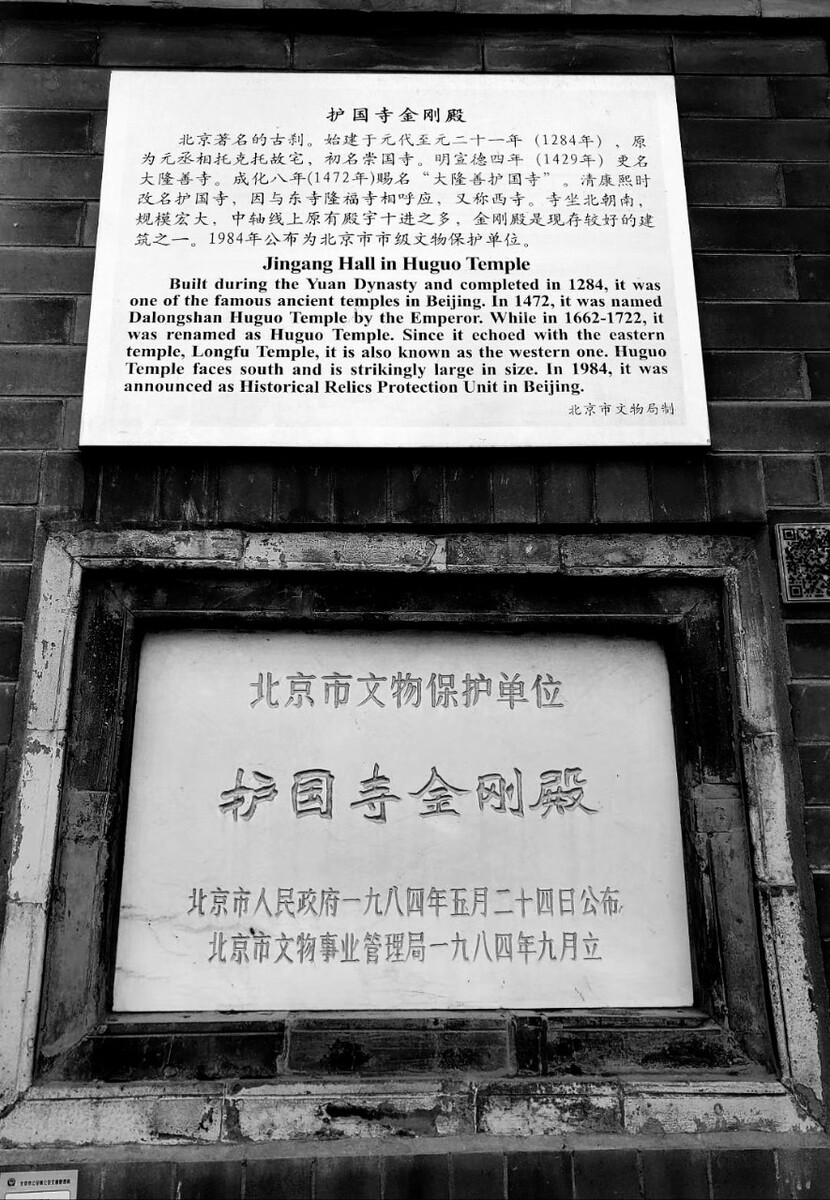 护国寺金刚殿
北京著名的古刹。始建于元代至元二十一年（1284年），原
为元丞相托克托故宅，初名崇国寺。明宣德四年（1429年）更名
大隆善寺。成化八年(1472年)赐名“大隆善护国寺”。清康熙时
改名护国寺，因与东寺隆福寺相呼应，又称西寺。寺坐北朝南，
规模宏大，中轴线上原有殿宇十进之多，金刚殿是现存较好的建
筑之一。1984年公布为北京市市级文物保护单位。
Jingang Hall in Huguo Temple
Built during the Yuan Dynasty and completed in 1284, it was
one of the famous ancient temples in Beijing. In 1472, it was named
Dalongshan Huguo Temple by the Emperor. While in 1662-1722, it
was renamed as Huguo Temple. Since it echoed with the eastern
temple, Longfu Temple, it is also known as the western one. Huguo
Temple faces south and is strikingly large in size. In 1984, it was
announced as Historical Relics Protection Unit in Beijing.
北京市文物局制
北京市文物保护单位
护国寺金刚殿
北京市人民政府一九八四年五月二十四日公布
北京市文物事业管理局一九八四年九月立